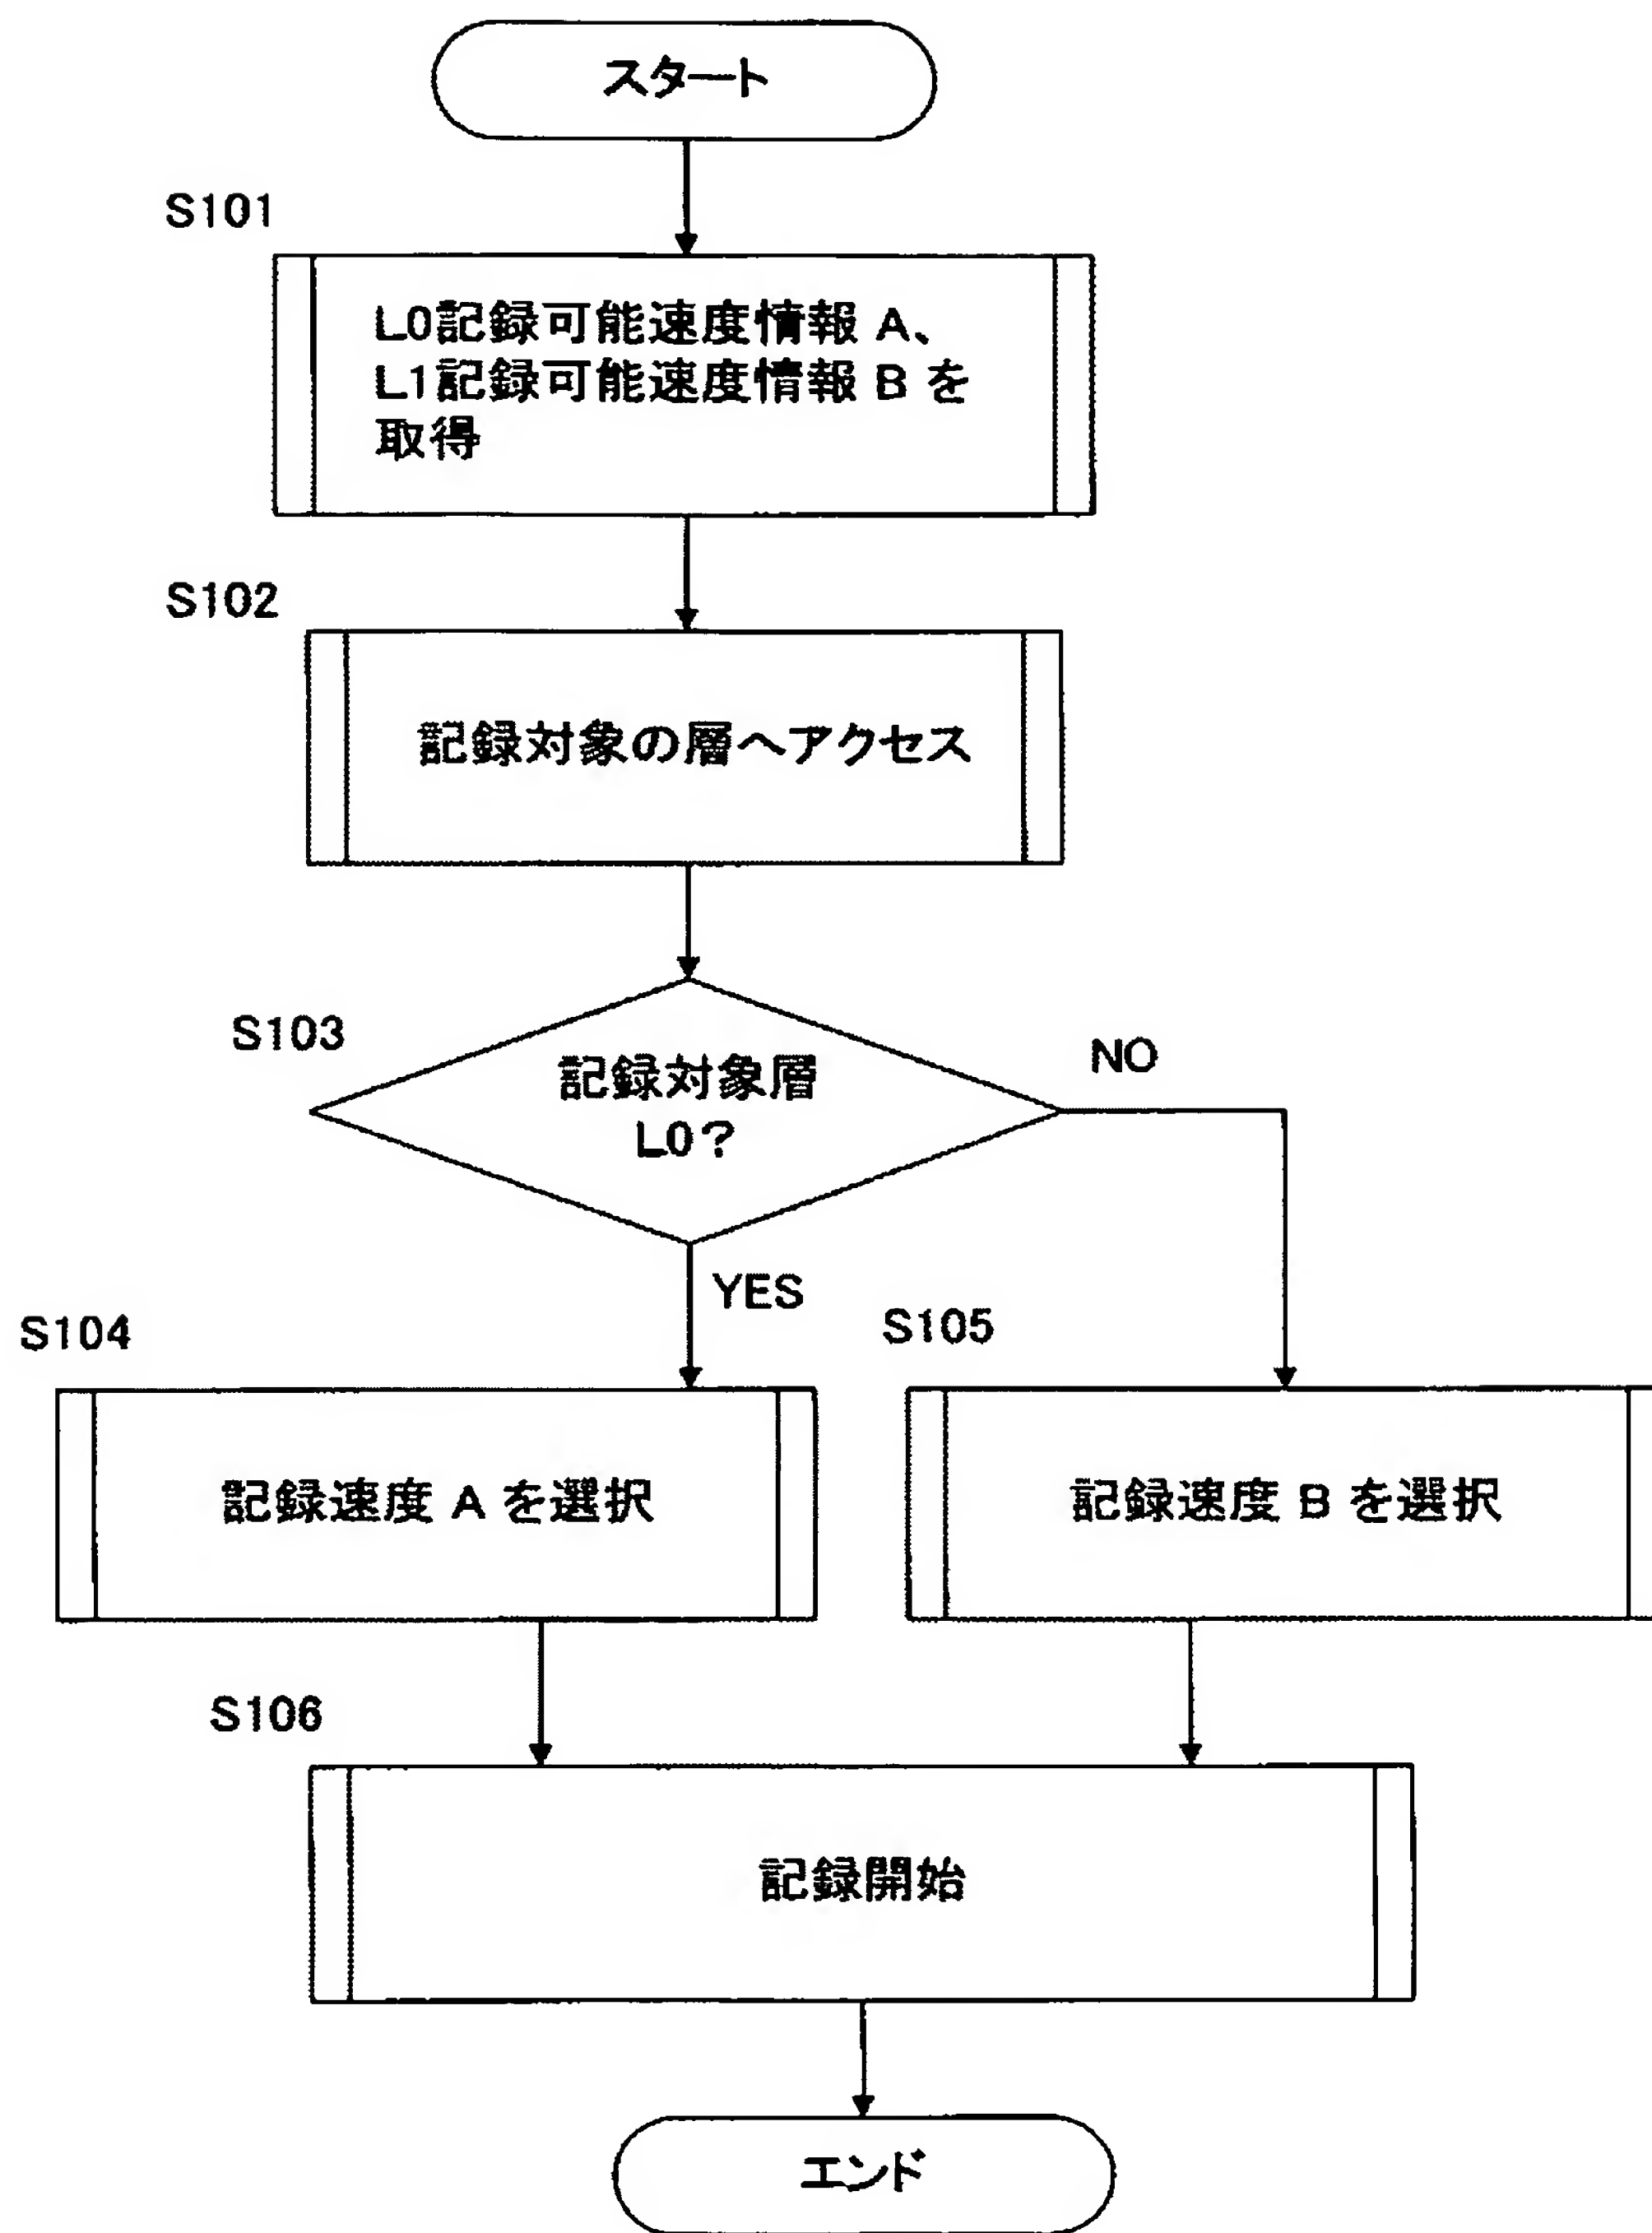 スタート
S101
L0記録可能速度情報 A、
L1記録可能速度情報 B を
取得
S102
記録対象の層へアクセス
S103
記録対象層
L0？
NO
YES
S104
S105
記録速度 A を選択
記録速度 B を選択
S106
記録開始
エンド